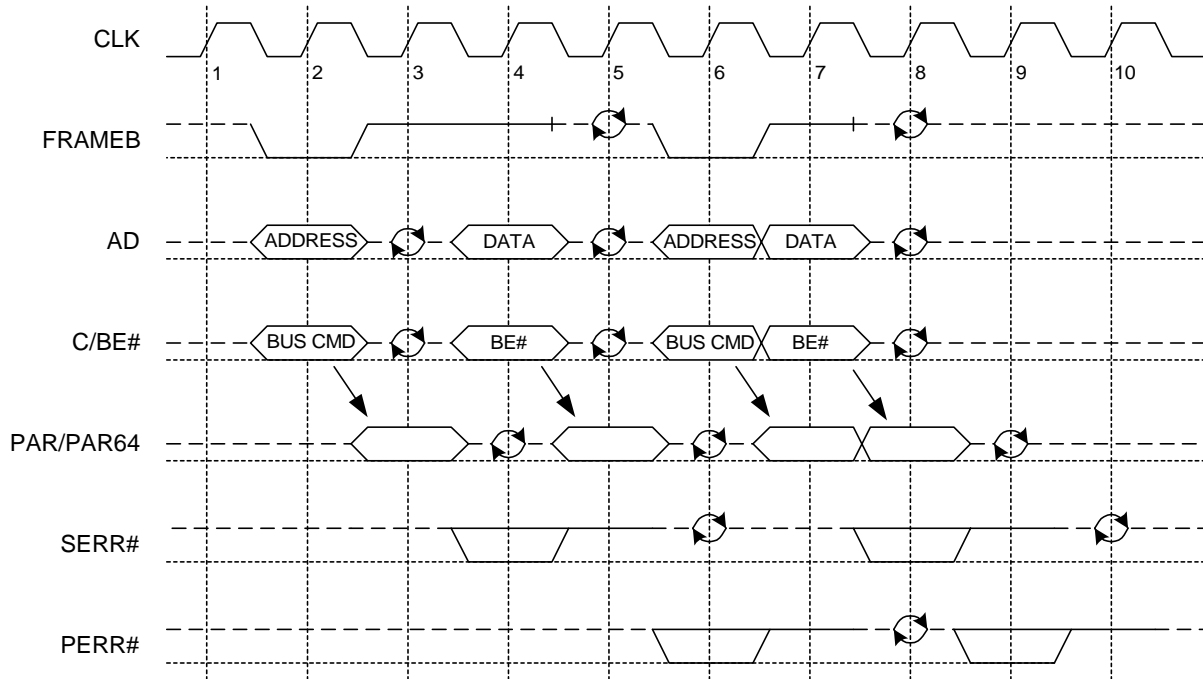 CLK
1 2 3 4 5 6 7 8 9 10
FRAMEB
AD
ADDRESS DATA ADDRESS DATA
C/BE#
BUS CMD BE# BUS CMD BE#
PAR/PAR64
SERR#
PERR#